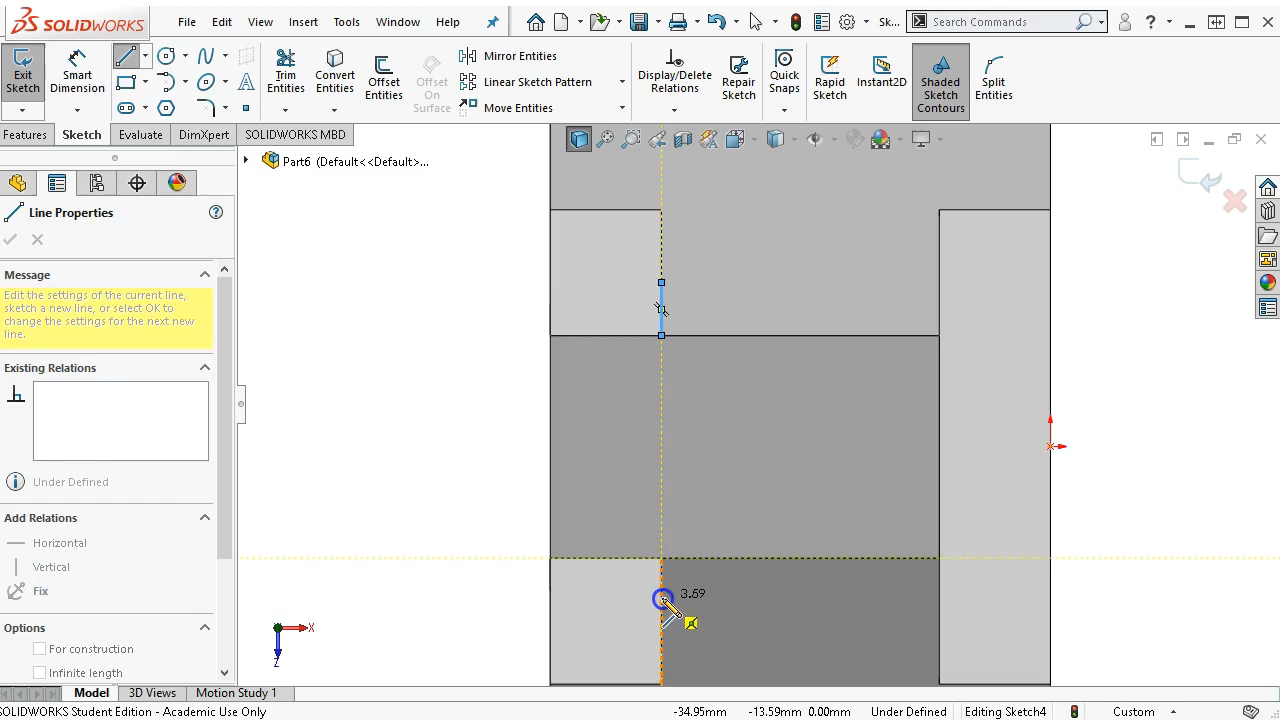 SOLIDWORKS
File Edit View Insert Tools Window Help
Sk...
Search Commands
Exit Sketch
Smart Dimension
Trim Entities
Convert Entities
Offset Entities
Offset On Surface
Mirror Entities
Linear Sketch Pattern
Move Entities
Display/Delete Relations
Repair Sketch
Quick Snaps
Rapid Sketch
Instant2D
Shaded Sketch Contours
Split Entities
Features Sketch Evaluate DimXpert SOLIDWORKS MBD
Part6 (Default<<Default>...
Line Properties
Message
Edit the settings of the current line,
sketch a new line, or select OK to
change the settings for the next new
line.
Existing Relations
Under Defined
Add Relations
Horizontal
Vertical
Fix
Options
For construction
Infinite length
3.59
X
Z
Model 3D Views Motion Study 1
SOLIDWORKS Student Edition - Academic Use Only
-34.95mm -13.59mm 0.00mm Under Defined Editing Sketch4 Custom